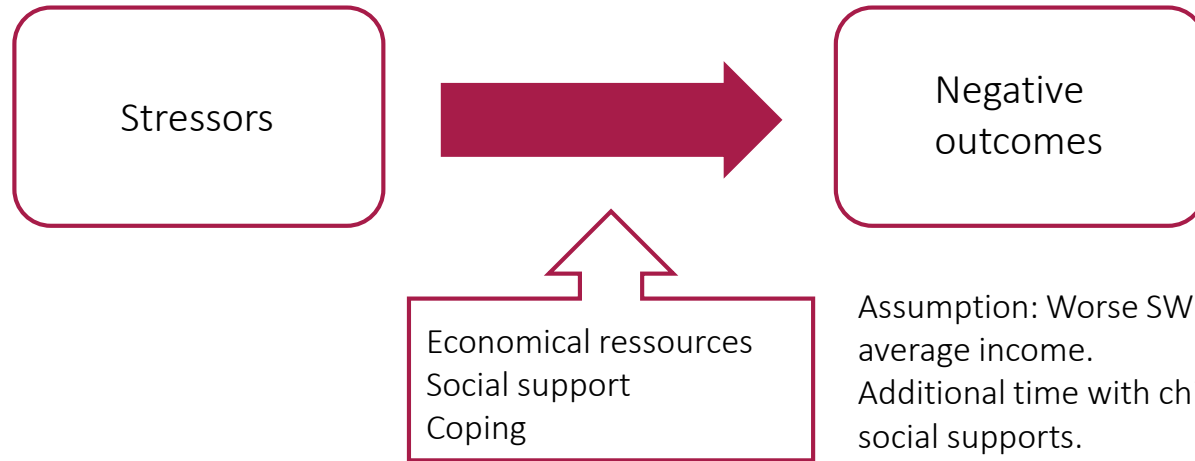 Stressors
Negative
outcomes
Economical ressources
Social support
Coping
Assumption: Worse SW
average income.
Additional time with ch
social supports.